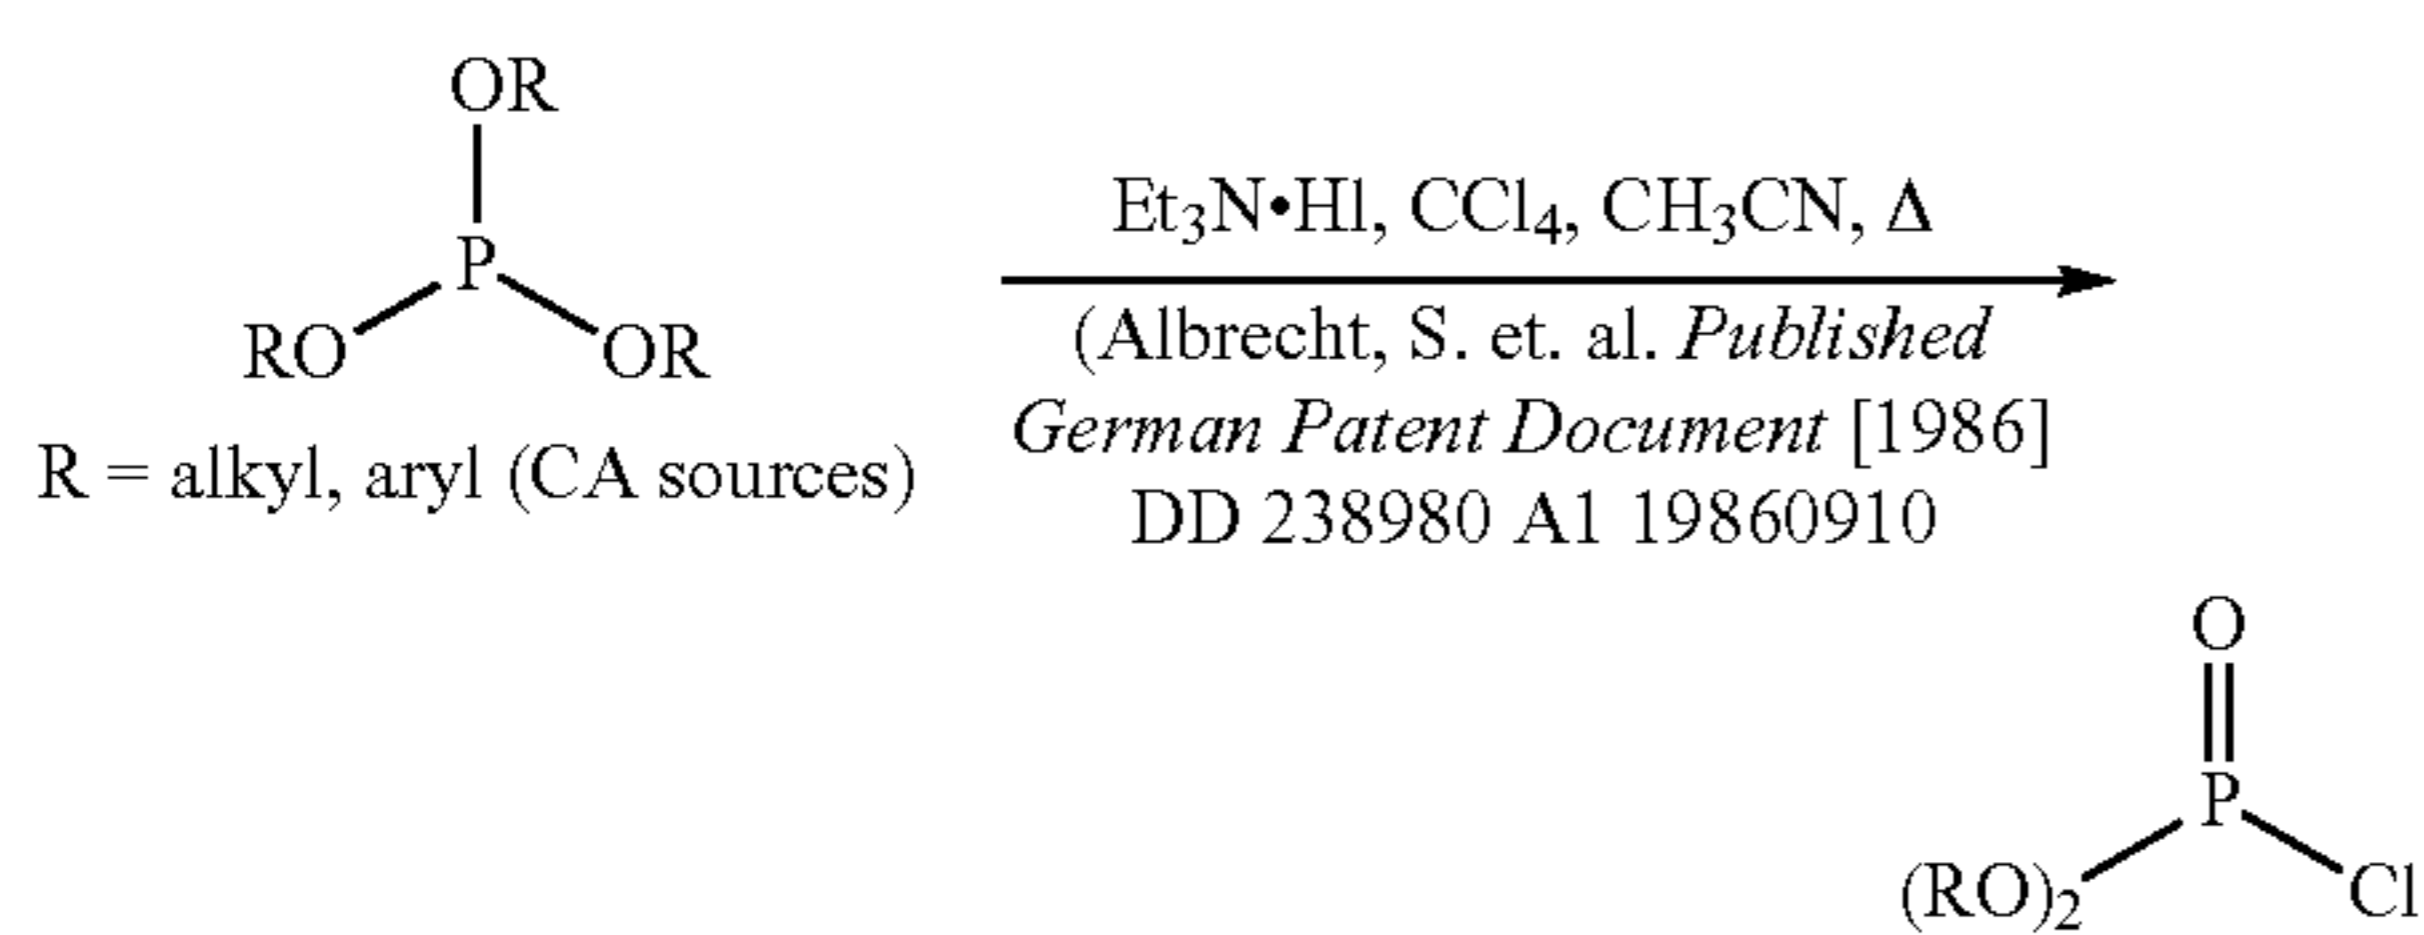 OR
P
RO OR
R = alkyl, aryl (CA sources)
Et3N•Hl, CCl4, CH3CN, Δ
(Albrecht, S. et. al. Published
German Patent Document [1986]
DD 238980 A1 19860910
O
P
(RO)2 Cl